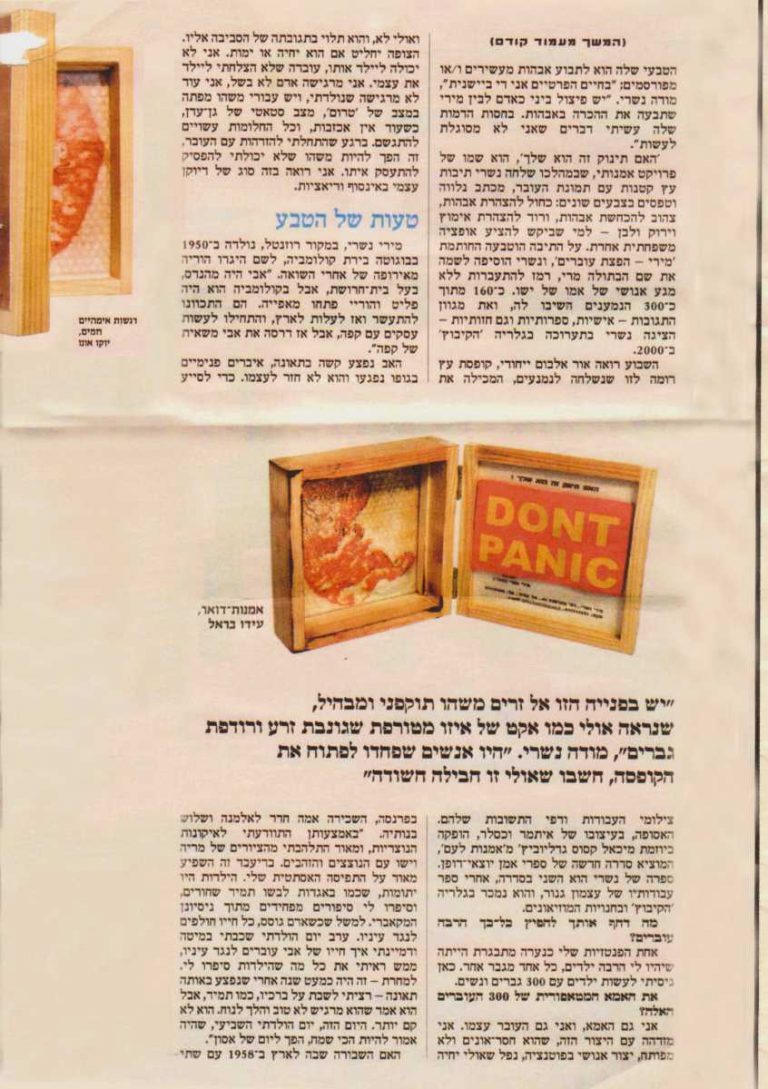 (המשך מעמוד קודם)
הטבעי שלה הוא לתבוע אבהות מעשירים ו/או
מפורסמים; "בחיים הפרטיים אני די ביישנית",
מודה נשרי. "יש פיצול ביני כאדם לבין מירי
שתבעה את ההכרה באבהות. בחסות הדמות
שלה עשיתי דברים שאני לא מסוגלת
לעשות".
'האם תינוק זה הוא שלך', הוא שמו של
פרויקט אמנותי, שבמהלכו שלחה נשרי תיבות
עץ קטנות עם תמונת העובר, מכתב נלווה
וטפסים בצבעים שונים: כחול להצהרת אבהות,
צהוב להכחשת אבהות, ורוד להצהרת אימוץ
וירוק ולבן – למי שביקש להציע אופציה
משפחתית אחרת. על התיבה הוטבעה החותמת
'מירי – הפצת עוברים', ונשרי הוסיפה לשמה
את שם הבתולה מרי, רמז להתעברות ללא
מגע אנושי של אמו של ישו. כ־160 מתוך
כ־300 הנמענים השיבו לה, ואת מגוון
התגובות – אישיות, ספרותיות וגם חזותיות –
הציגה נשרי בתערוכה בגלריה 'הקיבוץ'
ב־2000.
השבוע רואה אור אלבום ייחודי, קופסת עץ
דומה לזו שנשלחה לנמענים, המכילה את
ואולי לא, והוא תלוי בתגובתה של הסביבה אליו.
הצופה יחליט אם הוא יחיה או ימות. אני לא
יכולה ליילד אותו, עוברה שלא הצלחתי ליילד
את עצמי. אני מרגישה אדם לא בשל, אני עוד
לא מרגישה שנולדתי, ויש עבורי משהו מפתה
במצב של 'טרום', מצב סטאטי של גן־עדן,
כשעוד אין אכזבות, וכל החלומות עשויים
להתגשם. ברגע שהתחלתי להזדהות עם העובר,
זה הפך להיות משהו שלא יכולתי להפסיק
להתעסק איתו. אני רואה בזה סוג של דיוקן
עצמי באינסוף וריאציות.
טעות של הטבע
מירי נשרי, במקור רוזנטל, נולדה ב־1950
בבוגוטה בירת קולומביה, לשם היגרו הוריה
מאירופה של אחרי השואה. "אבי היה מהנדס,
בעל בית־חרושת, אבל בקולומביה הוא היה
פליט והוריי פתחו מאפייה. הם התכוונו
להתעשר ואז לעלות לארץ, והתחילו לעשות
עסקים עם קפה, אבל אז דרסה את אבי משאית
של קפה".
האב נפצע קשה בתאונה, איברים פנימיים
בגופו נפגעו והוא לא חזר לעצמו. כדי לסייע
רגשות אימהיים
חמים,
יוקו אונו
האם תינוק זה הוא שלך ?
DONT
PANIC
אמנות־דואר,
עידו בראל
"יש בפנייה הזו אל זרים משהו תוקפני ומבהיל,
שנראה אולי כמו אקט של איזו מטורפת שגונבת זרע ורודפת
גברים", מודה נשרי. "היו אנשים שפחדו לפתוח את
הקופסה, חשבו שאולי זו חבילה חשודה"
צילומי העבודות ודפי התשובות שלהם.
האסופה, בעיצובו של איתמר וכסלר, הופקה
ביוזמת מיכאל קסוס גדליוביץ' מ'אמנות לעם',
המוציא סדרה חדשה של ספרי אמן יוצאי־דופן.
ספרה של נשרי הוא השני בסדרה, אחרי ספר
עבודותיו של עצמון גנור, והוא נמכר בגלריה
'הקיבוץ' ובחנויות המוזיאונים.
מה דחף אותך להפיץ כל־כך הרבה
עוברים?
אחת הפנטזיות שלי כנערה מתבגרת הייתה
שיהיו לי הרבה ילדים, כל אחד מגבר אחר. כאן
ניסיתי לעשות ילדים עם 300 גברים ונשים.
את האמא המטאפורית של 300 העוברים
האלה?
אני גם האמא, ואני גם העובר עצמו. אני
מזדהה עם היצור הזה, שהוא חסר־אונים ולא
מפותח, יצור אנושי בפוטנציה, נפל שאולי יחיה
בפרנסה, השכירה אמה חדר לאלמנה ושלוש
בנותיה. "באמצעותן התוודעתי לאיקונות
הנוצריות, ומאוד התלהבתי מהציורים של מריה
וישו עם הנוצצים והזהבים. בדיעבד זה השפיע
מאוד על התפיסה האסתטית שלי. הילדות היו
יתומות, שכמו באגדות לבשו תמיד שחורים,
וסיפרו לי סיפורים מפחידים מתוך ניסיונן
המקאברי. למשל שכשאדם גוסס, כל חייו חולפים
לנגד עיניו. ערב יום הולדתי שכבתי במיטה
ודמיינתי איך חייו של אבי עוברים לנגד עיניו,
ממש ראיתי את כל מה שהילדות סיפרו לי.
למחרת – זה היה כמעט שנה אחרי שנפצע באותה
תאונה – רציתי לשבת על ברכיו, כמו תמיד, אבל
הוא אמר שהוא מרגיש לא טוב והלך לנוח. הוא לא
קם יותר. היום הזה, יום הולדתי השביעי, שהיה
אמור להיות הכי שמח, הפך ליום של אסון".
האם השבורה שבה לארץ ב־1958 עם שתי